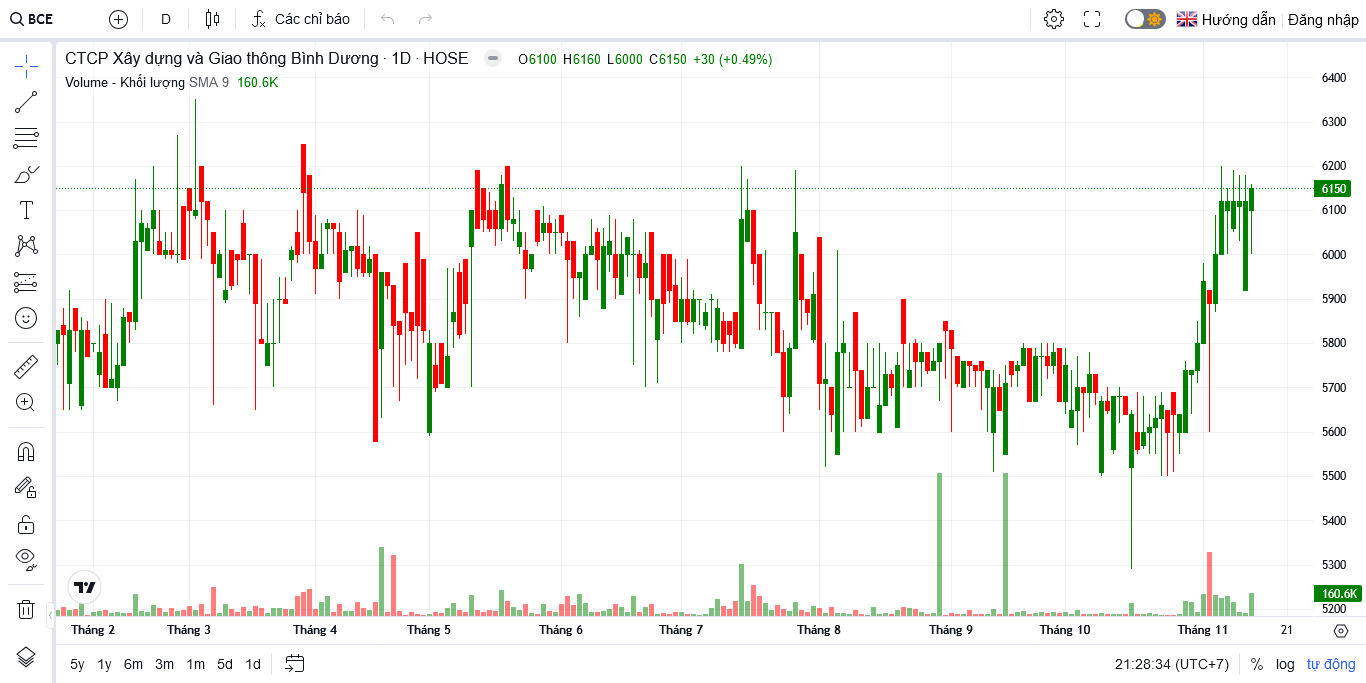 BCE D Các chỉ báo Hướng dẫn Đăng nhập
CTCP Xây dựng và Giao thông Bình Dương · 1D · HOSE O6100 H6160 L6000 C6150 +30 (+0.49%)
Volume - Khối lượng SMA 9 160.6K
6400
6300
6200
6150
6100
6000
5900
5800
5700
5600
5500
5400
5300
160.6K
5200
Tháng 2 Tháng 3 Tháng 4 Tháng 5 Tháng 6 Tháng 7 Tháng 8 Tháng 9 Tháng 10 Tháng 11 21
5y 1y 6m 3m 1m 5d 1d 21:28:34 (UTC+7) % log tự động